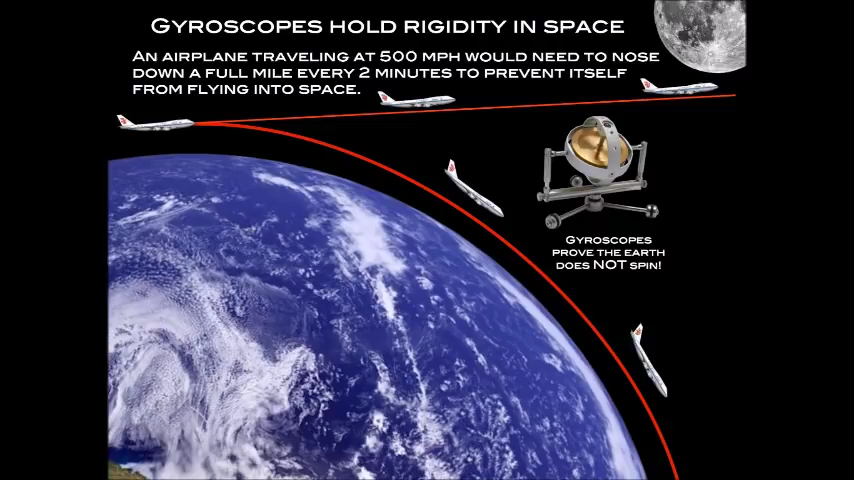 Gyroscopes hold rigidity in space
An airplane traveling at 500 mph would need to nose
down a full mile every 2 minutes to prevent itself
from flying into space.
Gyroscopes
prove the earth
does NOT spin!